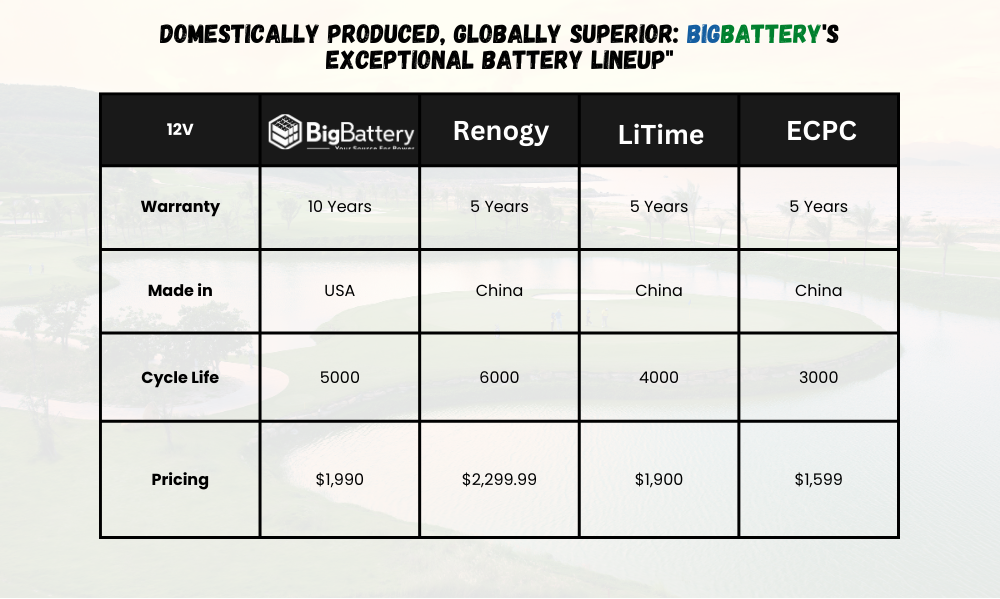 DOMESTICALLY PRODUCED, GLOBALLY SUPERIOR: BIGBATTERY'S
EXCEPTIONAL BATTERY LINEUP"
12V BigBattery Renogy LiTime ECPC
Your Source For Power
Warranty 10 Years 5 Years 5 Years 5 Years
Made in USA China China China
Cycle Life 5000 6000 4000 3000
Pricing $1,990 $2,299.99 $1,900 $1,599